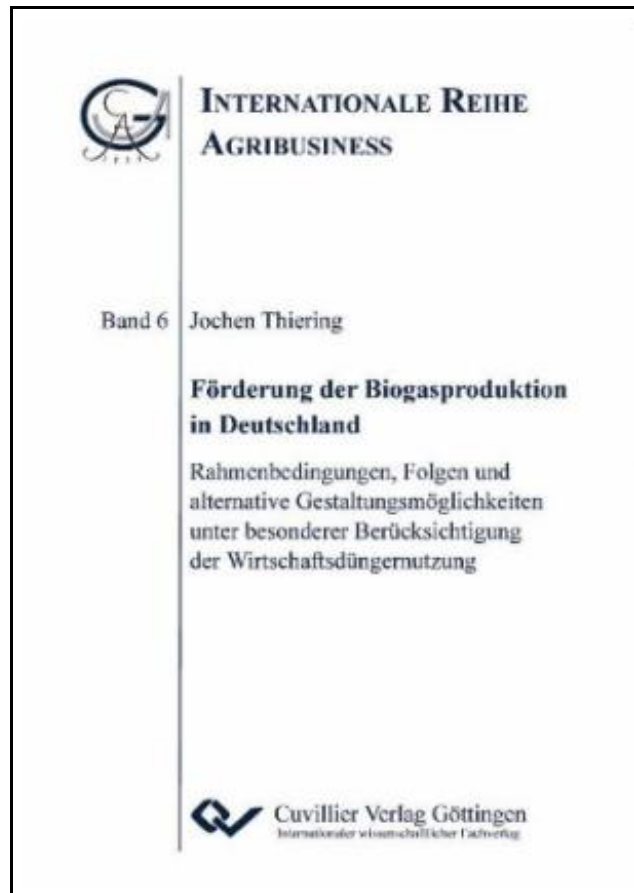 INTERNATIONALE REIHE
AGRIBUSINESS
Band 6
Jochen Thiering
Förderung der Biogasproduktion
in Deutschland
Rahmenbedingungen, Folgen und
alternative Gestaltungsmöglichkeiten
unter besonderer Berücksichtigung
der Wirtschaftsdüngernutzung
Cuvillier Verlag Göttingen
Internationaler wissenschaftlicher Fachverlag